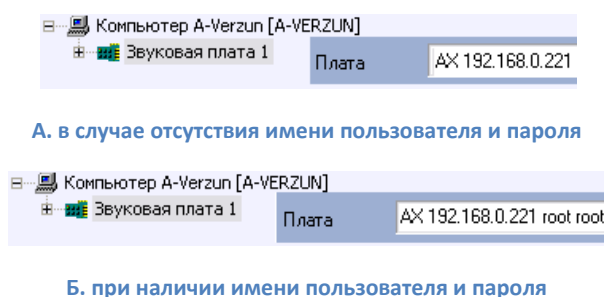 Компьютер A-Verzun [A-VERZUN]
Звуковая плата 1 Плата AX 192.168.0.221
А. в случае отсутствия имени пользователя и пароля
Компьютер A-Verzun [A-VERZUN]
Звуковая плата 1 Плата AX 192.168.0.221 root root
Б. при наличии имени пользователя и пароля